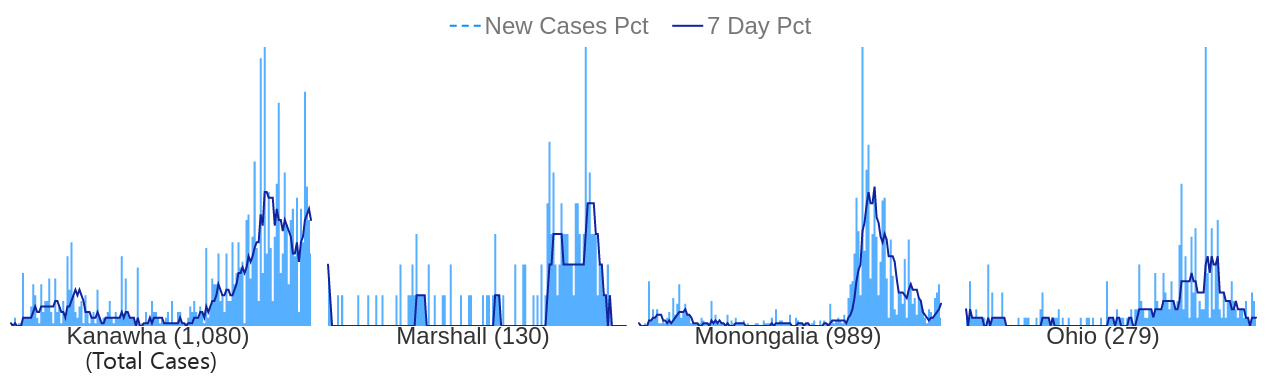 New Cases Pct 7 Day Pct
Kanawha (1,080) Marshall (130) Monongalia (989) Ohio (279)
(Total Cases)